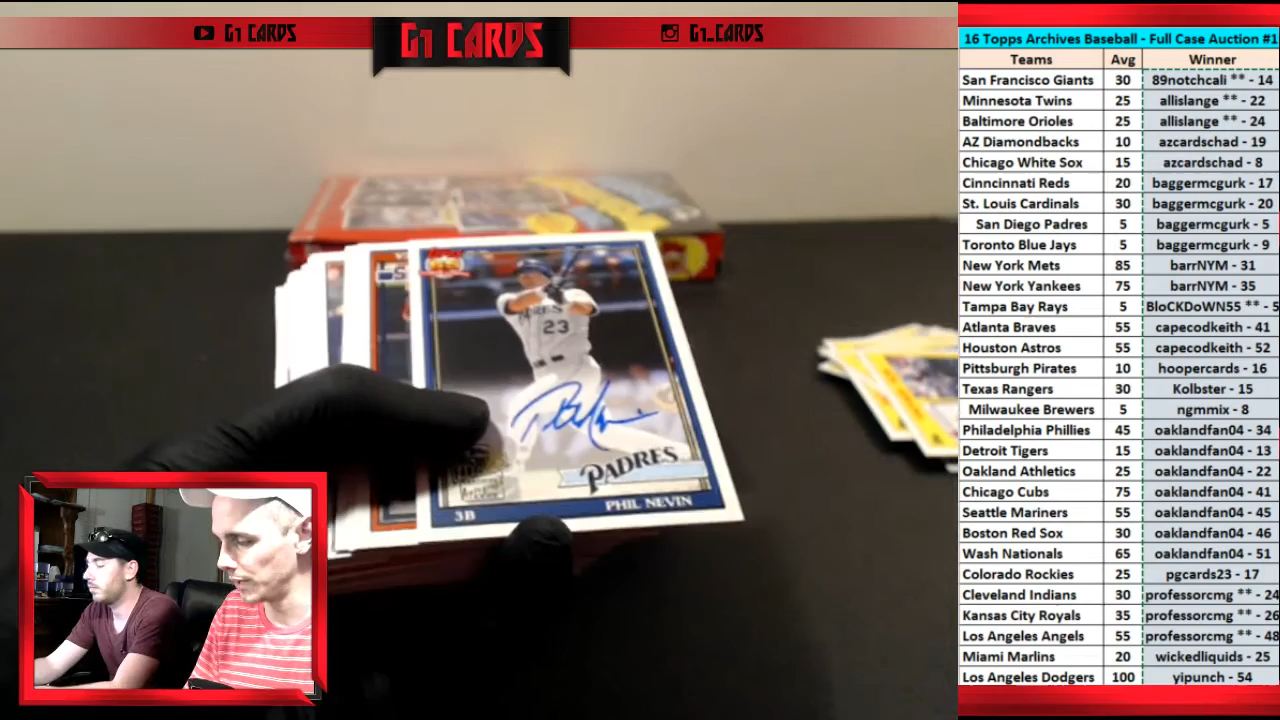 G1 CARDS
G1 CARDS
G1_CARDS
16 Topps Archives Baseball - Full Case Auction #1
Teams Avg Winner
San Francisco Giants 30 89notchcali ** - 14
Minnesota Twins 25 allislange ** - 22
Baltimore Orioles 25 allislange ** - 24
AZ Diamondbacks 10 azcardschad - 19
Chicago White Sox 15 azcardschad - 8
Cinncinnati Reds 20 baggermcgurk - 17
St. Louis Cardinals 30 baggermcgurk - 20
San Diego Padres 5 baggermcgurk - 5
Toronto Blue Jays 5 baggermcgurk - 9
New York Mets 85 barrNYM - 31
New York Yankees 75 barrNYM - 35
Tampa Bay Rays 5 BloCKDoWN55 ** - 5
Atlanta Braves 55 capecodkeith - 41
Houston Astros 55 capecodkeith - 52
Pittsburgh Pirates 10 hoopercards - 16
Texas Rangers 30 Kolbster - 15
Milwaukee Brewers 5 ngmmix - 8
Philadelphia Phillies 45 oaklandfan04 - 34
Detroit Tigers 15 oaklandfan04 - 13
Oakland Athletics 25 oaklandfan04 - 22
Chicago Cubs 75 oaklandfan04 - 41
Seattle Mariners 55 oaklandfan04 - 45
Boston Red Sox 30 oaklandfan04 - 46
Wash Nationals 65 oaklandfan04 - 51
Colorado Rockies 25 pgcards23 - 17
Cleveland Indians 30 professorcmg ** - 24
Kansas City Royals 35 professorcmg ** - 26
Los Angeles Angels 55 professorcmg ** - 48
Miami Marlins 20 wickedliquids - 25
Los Angeles Dodgers 100 yipunch - 54
23
PADRES
3B PHIL NEVIN